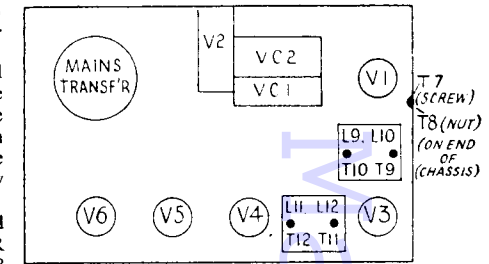 MAINS
TRANSF'R
V2
VC2
VC1
V1
T7
(SCREW)
T8 (NUT)
(ON END
OF
(CHASSIS)
L9, L10
T10 T9
V6
V5
V4
L11, L12
T12 T11
V3